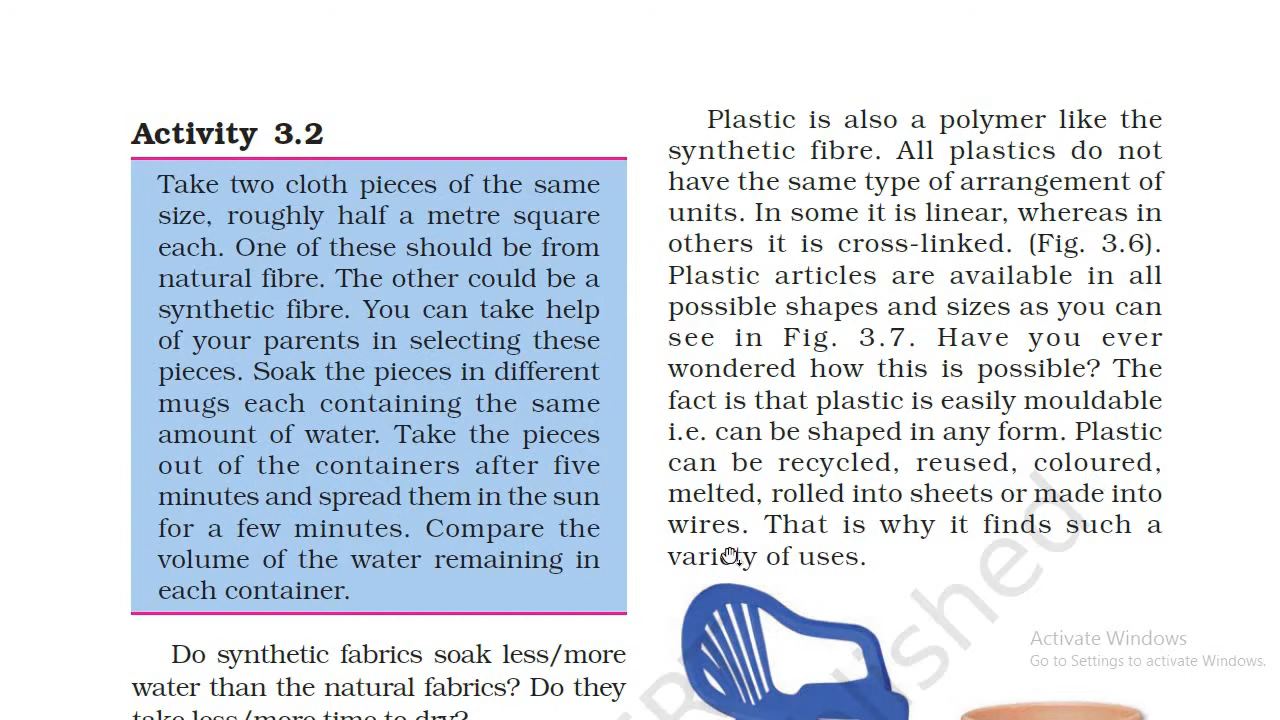 Activity 3.2
Take two cloth pieces of the same
size, roughly half a metre square
each. One of these should be from
natural fibre. The other could be a
synthetic fibre. You can take help
of your parents in selecting these
pieces. Soak the pieces in different
mugs each containing the same
amount of water. Take the pieces
out of the containers after five
minutes and spread them in the sun
for a few minutes. Compare the
volume of the water remaining in
each container.
Do synthetic fabrics soak less/more
water than the natural fabrics? Do they
take less/more time to dry?
Plastic is also a polymer like the
synthetic fibre. All plastics do not
have the same type of arrangement of
units. In some it is linear, whereas in
others it is cross-linked. (Fig. 3.6).
Plastic articles are available in all
possible shapes and sizes as you can
see in Fig. 3.7. Have you ever
wondered how this is possible? The
fact is that plastic is easily mouldable
i.e. can be shaped in any form. Plastic
can be recycled, reused, coloured,
melted, rolled into sheets or made into
wires. That is why it finds such a
variety of uses.
Activate Windows
Go to Settings to activate Windows.